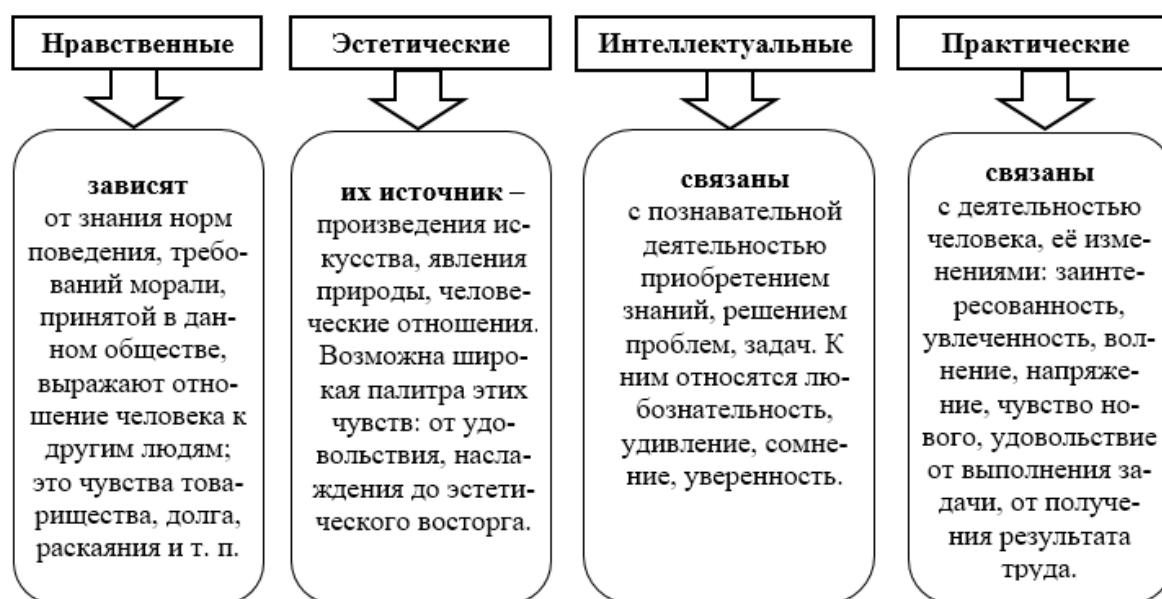 Нравственные
зависят
от знания норм
поведения, требо-
ваний морали,
принятой в дан-
ном обществе,
выражают отно-
шение человека к
другим людям;
это чувства това-
рищества, долга,
раскаяния и т. п.
Эстетические
их источник –
произведения ис-
кусства, явления
природы, челове-
ческие отношения.
Возможна широ-
кая палитра этих
чувств: от удо-
вольствия, насла-
ждения до эстети-
ческого восторга.
Интеллектуальные
связаны
с познавательной
деятельностью
приобретением
знаний, решением
проблем, задач. К
ним относятся лю-
бознательность,
удивление, сомне-
ние, уверенность.
Практические
связаны
с деятельностью
человека, её изме-
нениями: заинте-
ресованность,
увлеченность, вол-
нение, напряже-
ние, чувство но-
вого, удовольствие
от выполнения за-
дачи, от получе-
ния результата
труда.